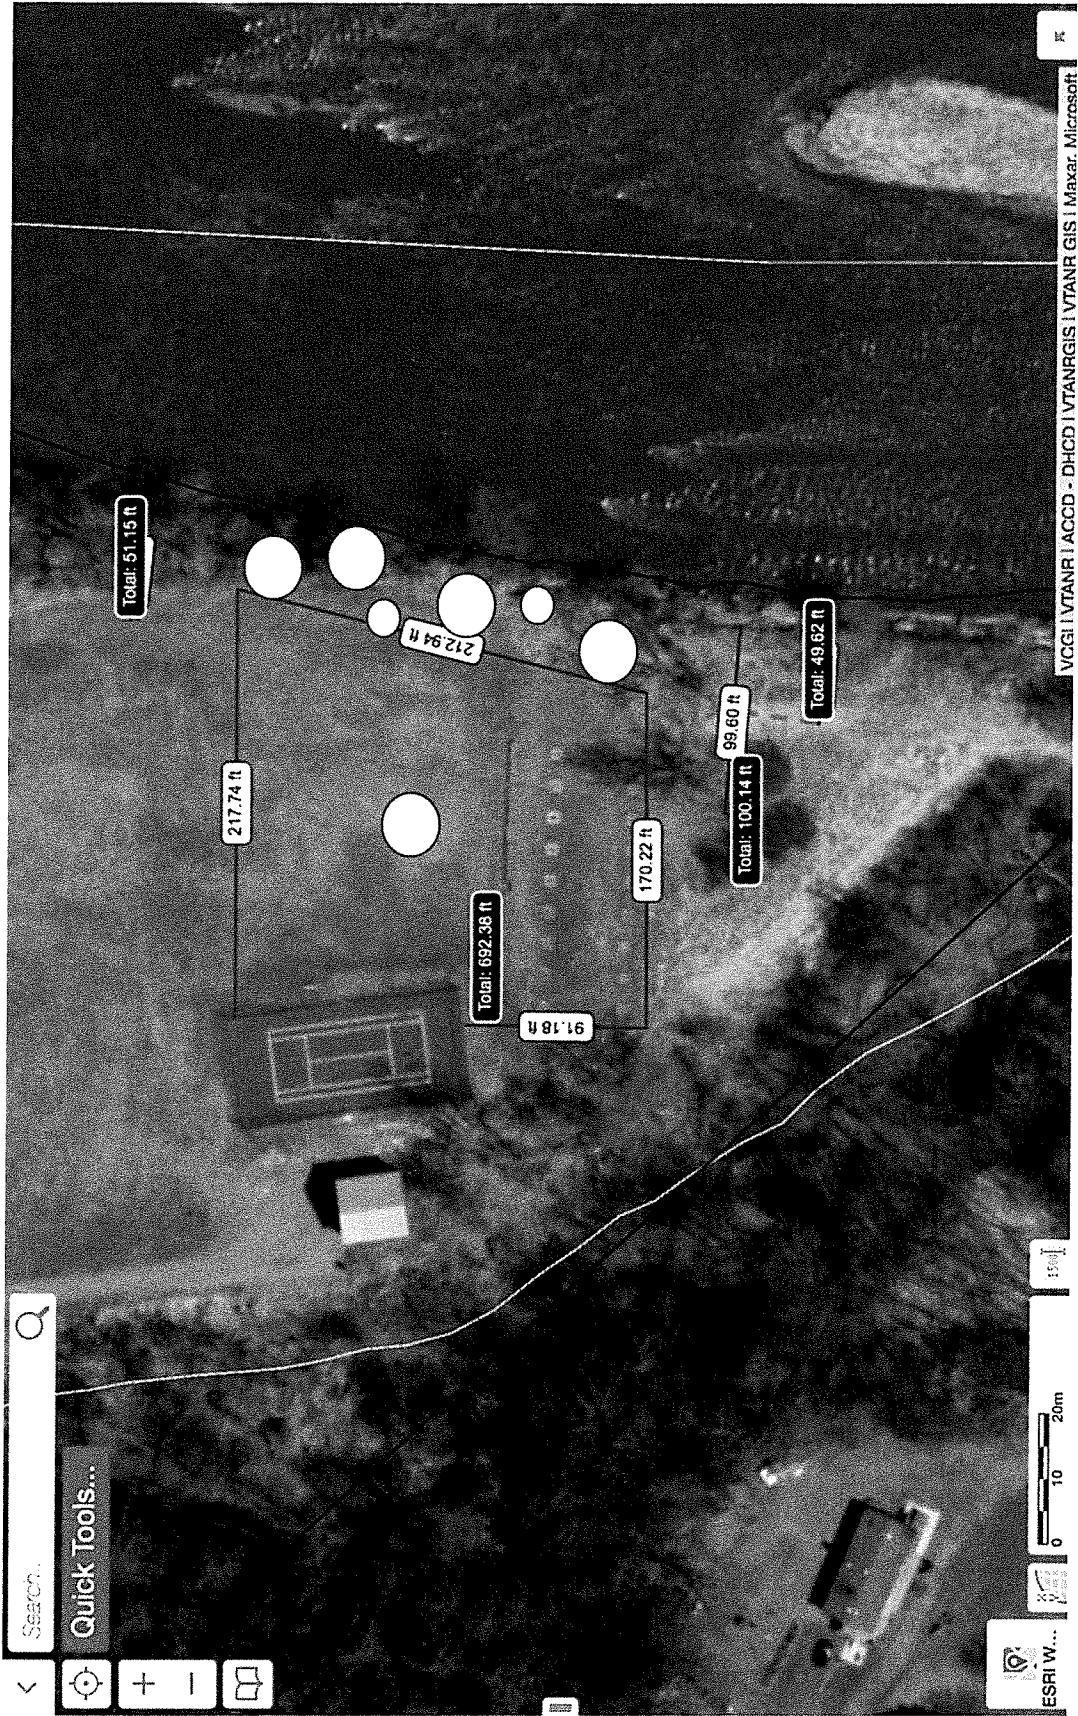 Search...
Quick Tools...
Total: 51.15 ft
217.74 ft
212.94 ft
Total: 692.38 ft
91.18 ft
170.22 ft
99.60 ft
Total: 100.14 ft
Total: 49.62 ft
ESRI W...
0 10 20m
VCGI | VTANR | ACCD - DHCD | VTANRGIS | VTANR GIS | Maxar, Microsoft